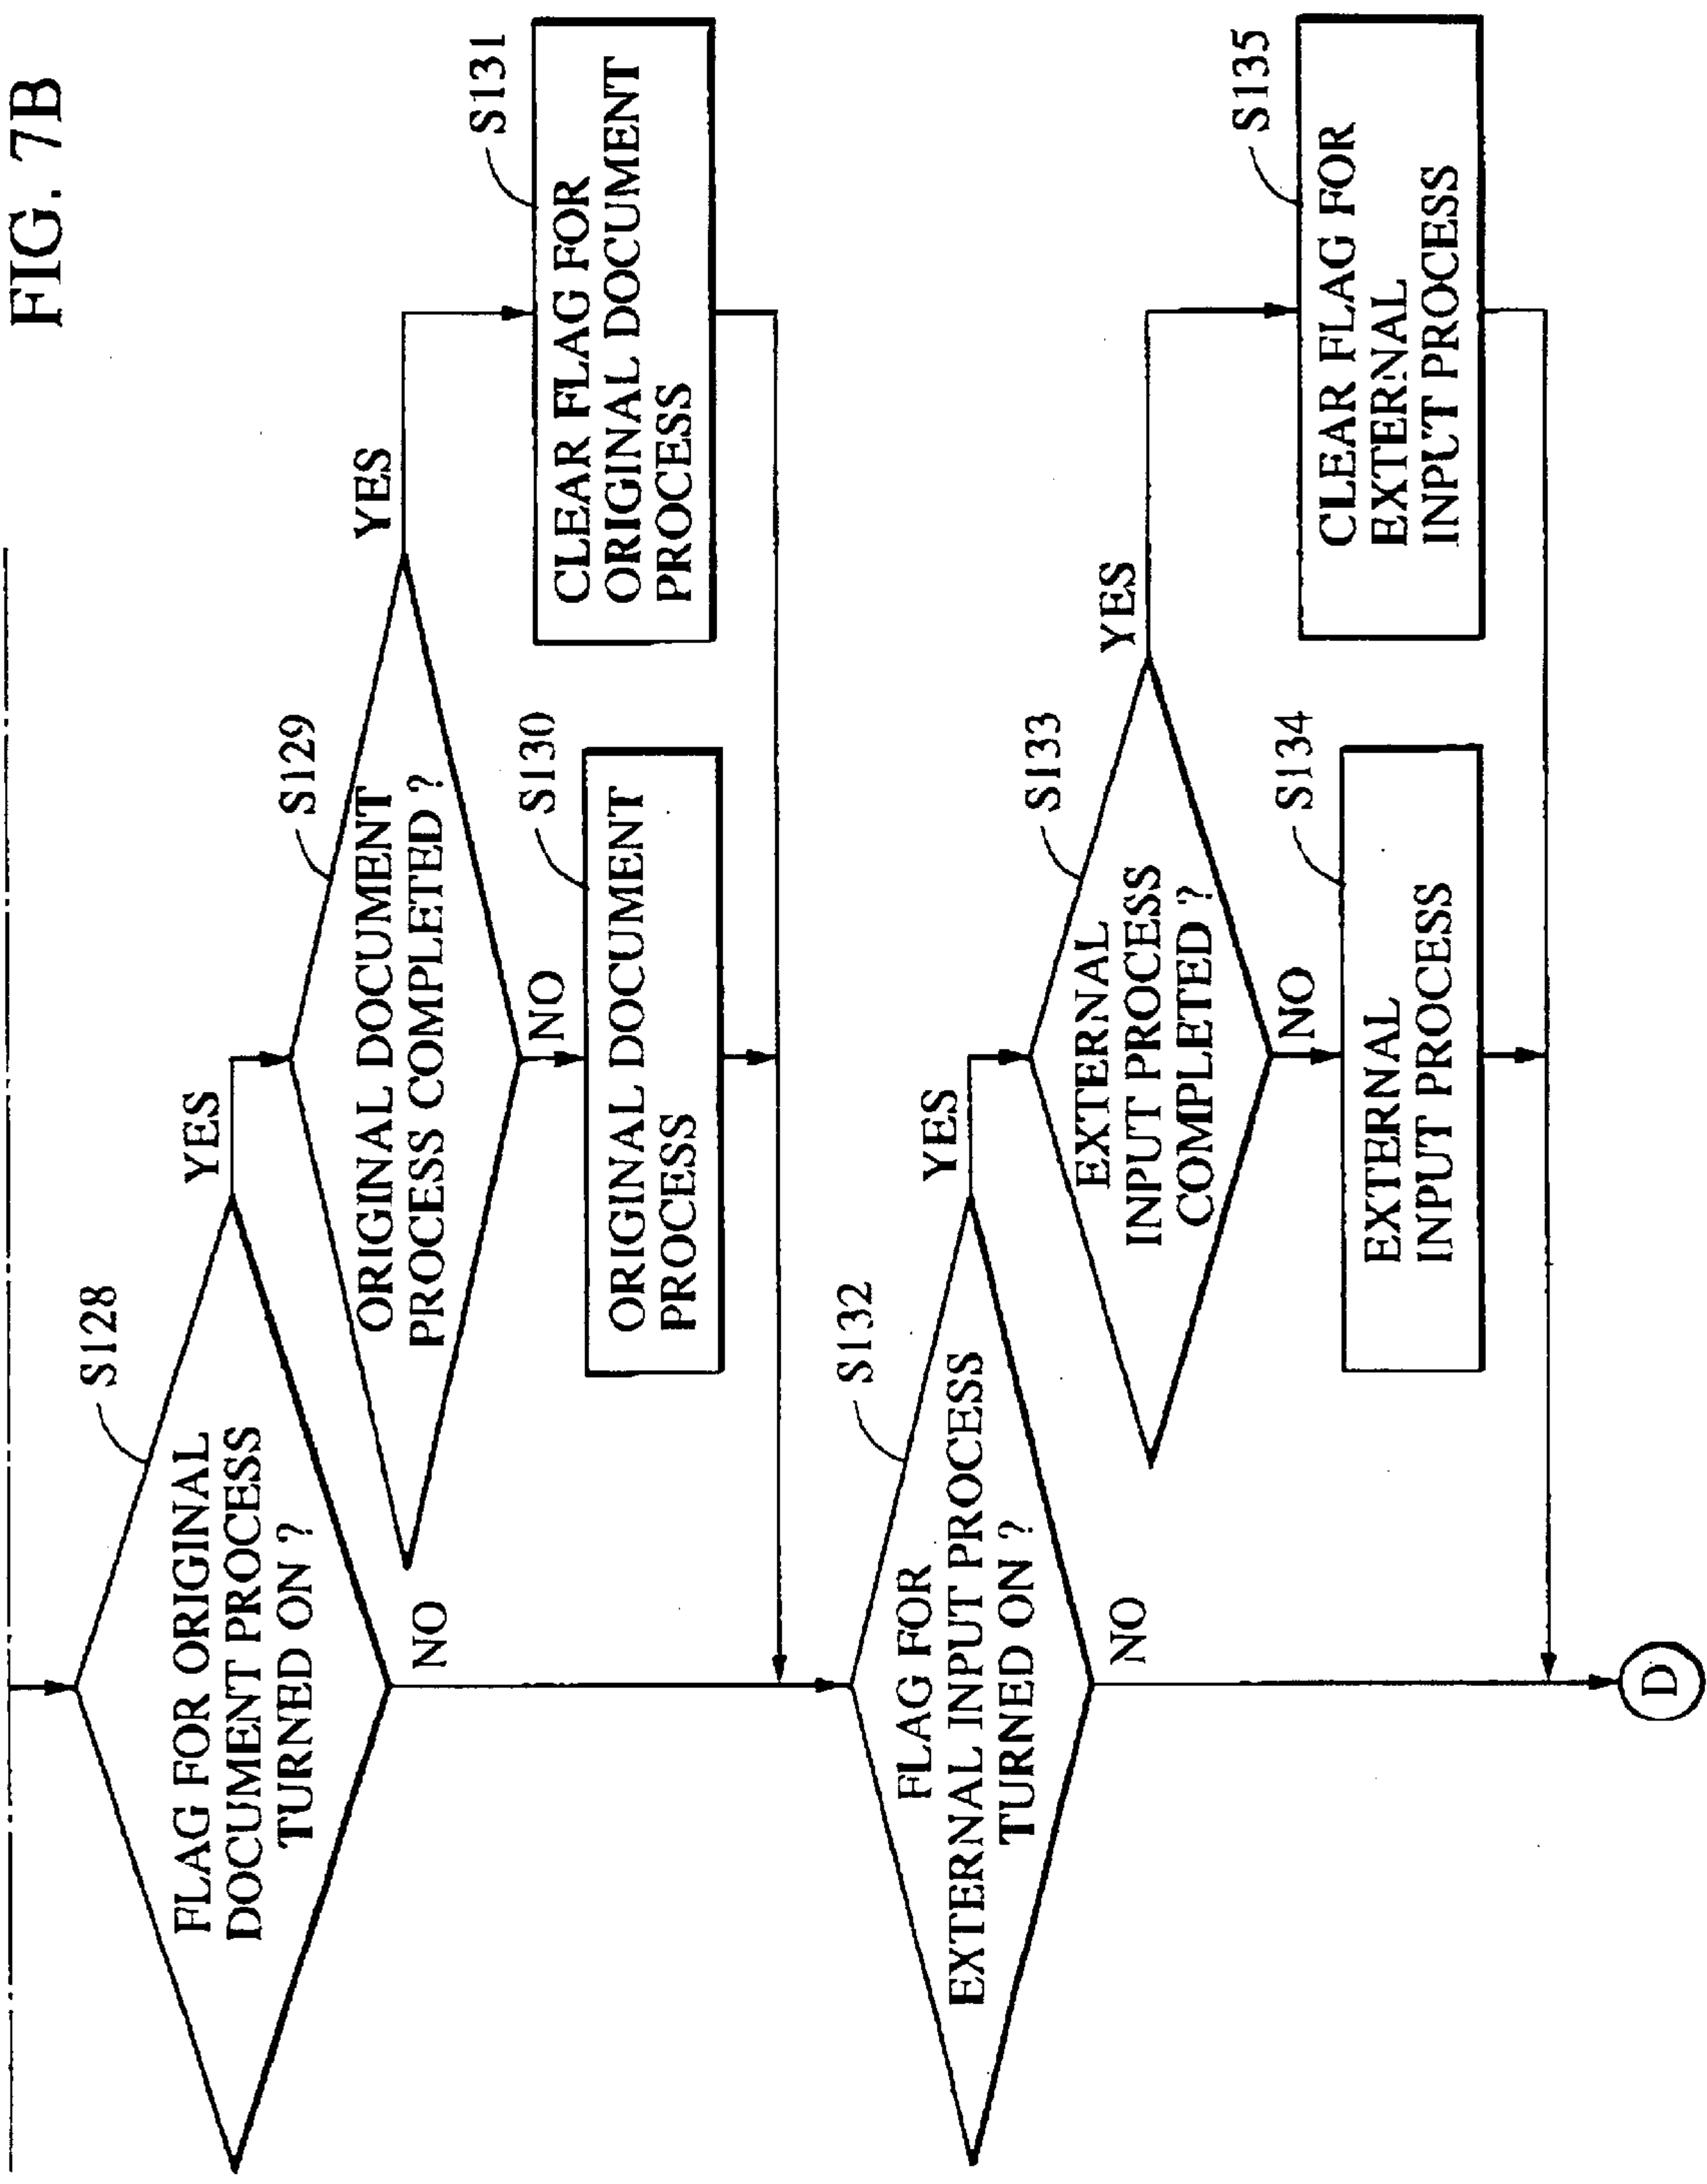 FIG. 7B
S128
FLAG FOR ORIGINAL
DOCUMENT PROCESS
TURNED ON ?
YES
NO
S129
ORIGINAL DOCUMENT
PROCESS COMPLETED ?
YES
NO
S130
ORIGINAL DOCUMENT
PROCESS
S131
CLEAR FLAG FOR
ORIGINAL DOCUMENT
PROCESS
S132
FLAG FOR
EXTERNAL INPUT PROCESS
TURNED ON ?
YES
NO
S133
EXTERNAL
INPUT PROCESS
COMPLETED ?
YES
NO
S134
EXTERNAL
INPUT PROCESS
S135
CLEAR FLAG FOR
EXTERNAL
INPUT PROCESS
D